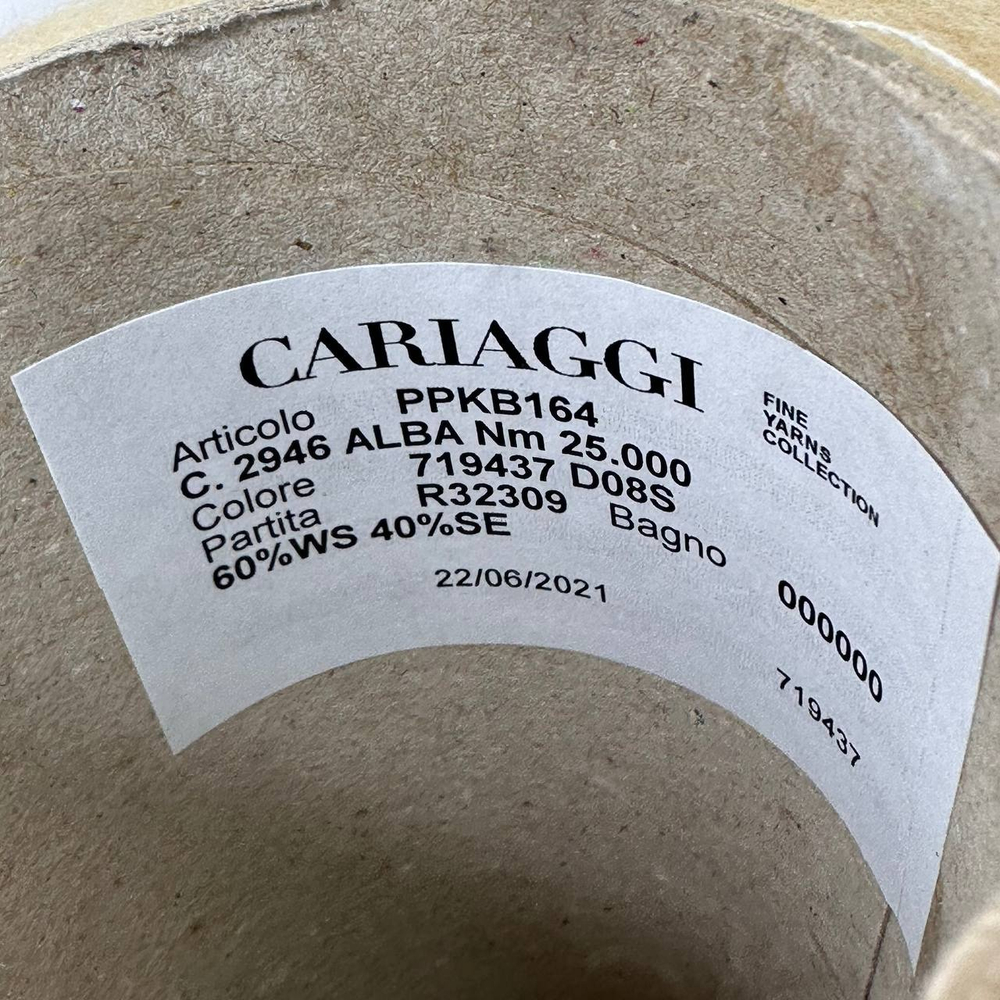 CARIAGGI
FINE
YARNS
COLLECTION
Articolo PPKB164
C. 2946 ALBA Nm 25.000
Colore 719437 D08S
Partita R32309 Bagno 000000
60%WS 40%SE
22/06/2021 719437